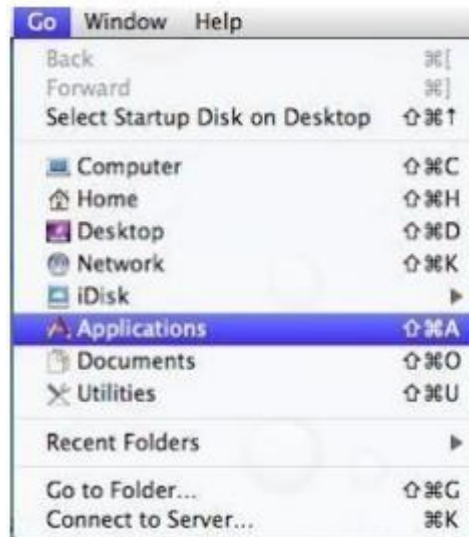 Go Window Help
Back ⌘[
Forward ⌘]
Select Startup Disk on Desktop ⇧⌘↑
Computer ⇧⌘C
Home ⇧⌘H
Desktop ⇧⌘D
Network ⇧⌘K
iDisk ▶
Applications ⇧⌘A
Documents ⇧⌘O
Utilities ⇧⌘U
Recent Folders ▶
Go to Folder... ⇧⌘G
Connect to Server... ⌘K